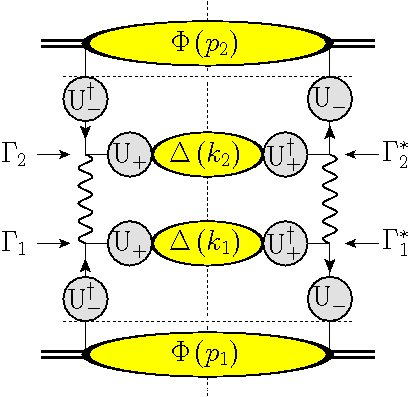 Φ(p₂)
U₋† U₋
Γ₂ U₊ Δ(k₂) U₊† Γ₂*
Γ₁ U₊ Δ(k₁) U₊† Γ₁*
U₋† U₋
Φ(p₁)